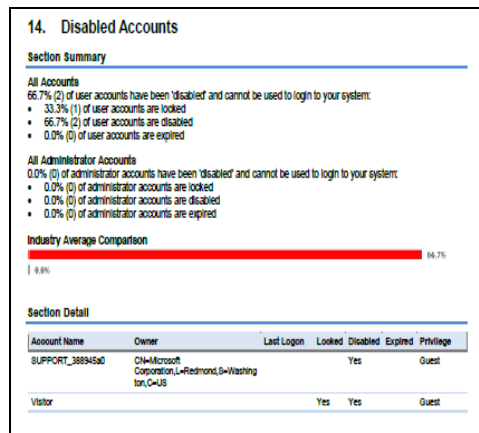 14. Disabled Accounts
Section Summary
All Accounts
66.7% (2) of user accounts have been 'disabled' and cannot be used to login to your system:
• 33.3% (1) of user accounts are locked
• 66.7% (2) of user accounts are disabled
• 0.0% (0) of user accounts are expired
All Administrator Accounts
0.0% (0) of administrator accounts have been 'disabled' and cannot be used to login to your system:
• 0.0% (0) of administrator accounts are locked
• 0.0% (0) of administrator accounts are disabled
• 0.0% (0) of administrator accounts are expired
Industry Average Comparison
66.7%
0.0%
Section Detail
Account Name Owner Last Logon Locked Disabled Expired Privilege
SUPPORT_388945a0 CN=Microsoft Yes Guest
Corporation,L=Redmond,S=Washing
ton,C=US
Visitor Yes Yes Guest